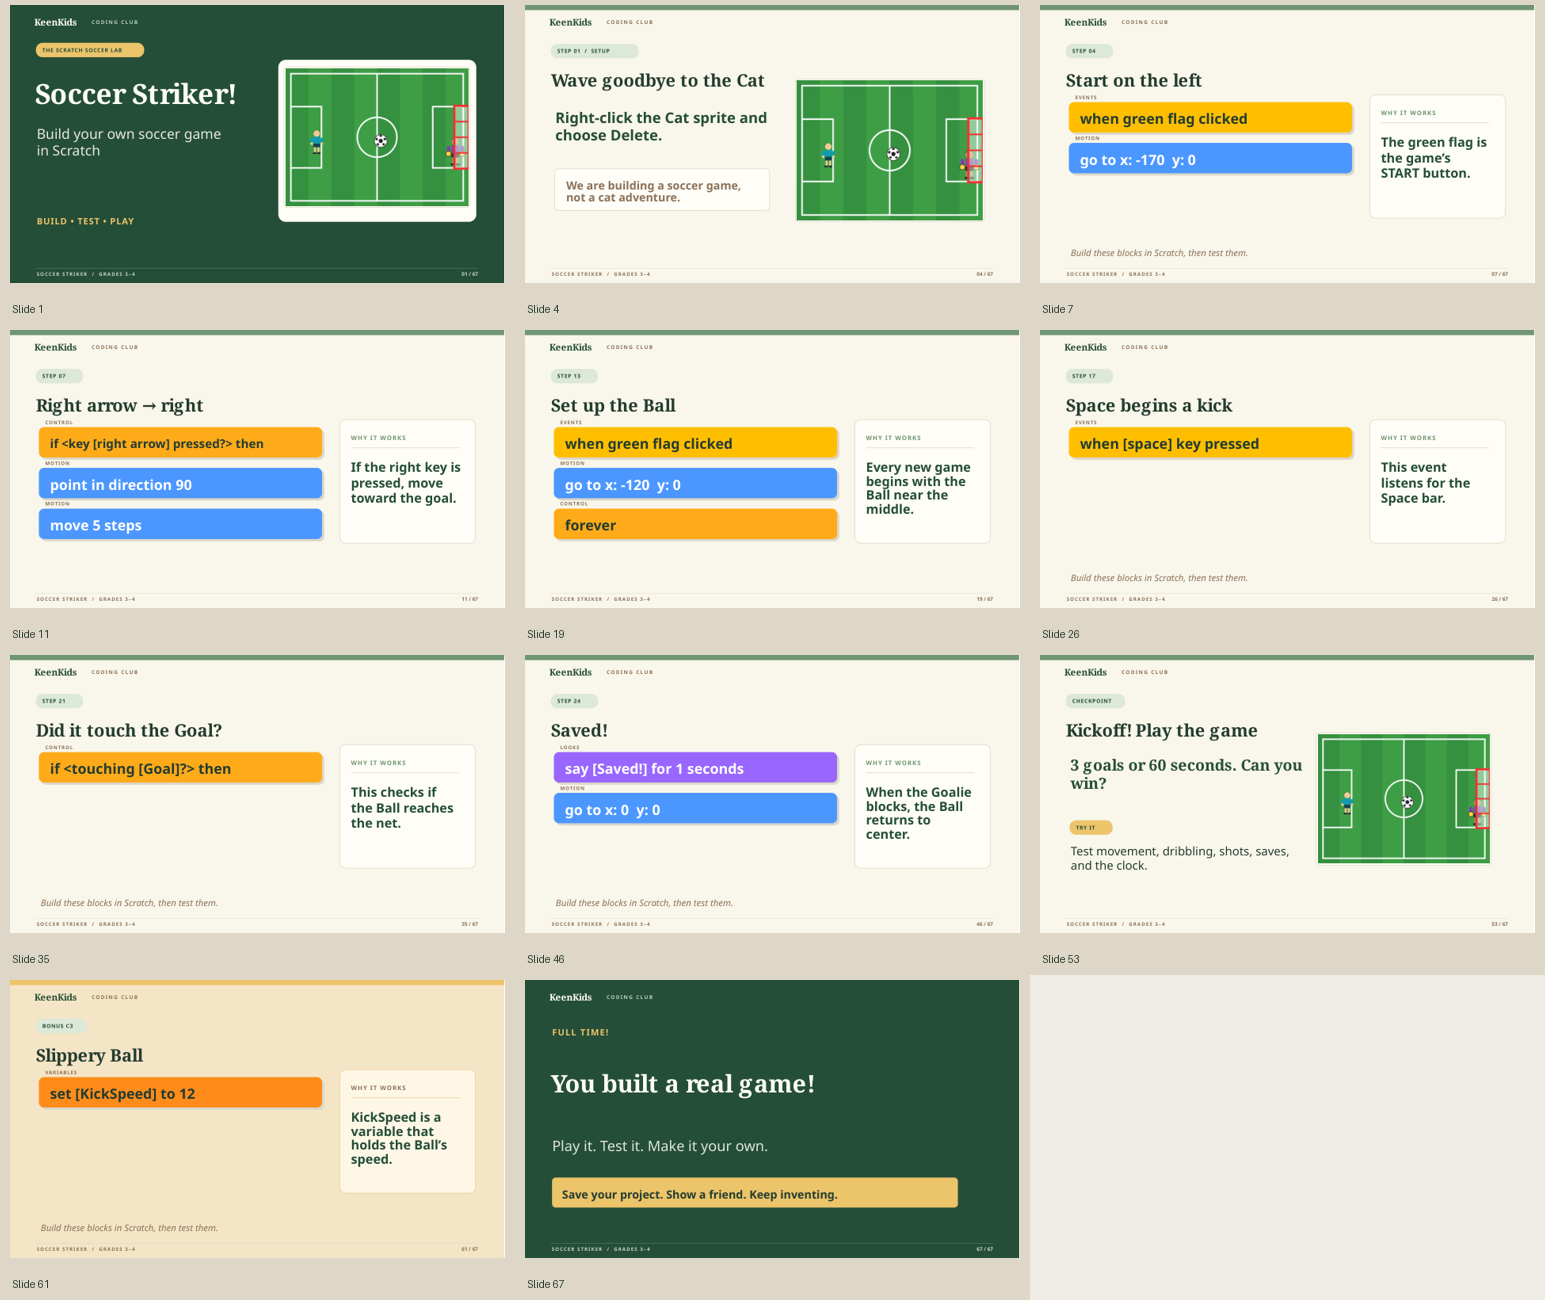 KeenKids CODING CLUB
THE SCRATCH SOCCER LAB
Soccer Striker!
Build your own soccer game
in Scratch
BUILD • TEST • PLAY
SOCCER STRIKER / GRADES 3–4 01 / 67
Slide 1
KeenKids CODING CLUB
STEP 01 / SETUP
Wave goodbye to the Cat
Right-click the Cat sprite and
choose Delete.
We are building a soccer game,
not a cat adventure.
SOCCER STRIKER / GRADES 3–4 04 / 67
Slide 4
KeenKids CODING CLUB
STEP 04
Start on the left
EVENTS
when green flag clicked
MOTION
go to x: -170 y: 0
WHY IT WORKS
The green flag is
the game’s
START button.
Build these blocks in Scratch, then test them.
SOCCER STRIKER / GRADES 3–4 07 / 67
Slide 7
KeenKids CODING CLUB
STEP 07
Right arrow → right
CONTROL
if <key [right arrow] pressed?> then
MOTION
point in direction 90
MOTION
move 5 steps
WHY IT WORKS
If the right key is
pressed, move
toward the goal.
SOCCER STRIKER / GRADES 3–4 11 / 67
Slide 11
KeenKids CODING CLUB
STEP 13
Set up the Ball
EVENTS
when green flag clicked
MOTION
go to x: -120 y: 0
CONTROL
forever
WHY IT WORKS
Every new game
begins with the
Ball near the
middle.
SOCCER STRIKER / GRADES 3–4 19 / 67
Slide 19
KeenKids CODING CLUB
STEP 17
Space begins a kick
EVENTS
when [space] key pressed
WHY IT WORKS
This event
listens for the
Space bar.
Build these blocks in Scratch, then test them.
SOCCER STRIKER / GRADES 3–4 26 / 67
Slide 26
KeenKids CODING CLUB
STEP 21
Did it touch the Goal?
CONTROL
if <touching [Goal]?> then
WHY IT WORKS
This checks if
the Ball reaches
the net.
Build these blocks in Scratch, then test them.
SOCCER STRIKER / GRADES 3–4 35 / 67
Slide 35
KeenKids CODING CLUB
STEP 24
Saved!
LOOKS
say [Saved!] for 1 seconds
MOTION
go to x: 0 y: 0
WHY IT WORKS
When the Goalie
blocks, the Ball
returns to
center.
Build these blocks in Scratch, then test them.
SOCCER STRIKER / GRADES 3–4 46 / 67
Slide 46
KeenKids CODING CLUB
CHECKPOINT
Kickoff! Play the game
3 goals or 60 seconds. Can you
win?
TRY IT
Test movement, dribbling, shots, saves,
and the clock.
SOCCER STRIKER / GRADES 3–4 53 / 67
Slide 53
KeenKids CODING CLUB
BONUS C3
Slippery Ball
VARIABLES
set [KickSpeed] to 12
WHY IT WORKS
KickSpeed is a
variable that
holds the Ball’s
speed.
Build these blocks in Scratch, then test them.
SOCCER STRIKER / GRADES 3–4 61 / 67
Slide 61
KeenKids CODING CLUB
FULL TIME!
You built a real game!
Play it. Test it. Make it your own.
Save your project. Show a friend. Keep inventing.
SOCCER STRIKER / GRADES 3–4 67 / 67
Slide 67